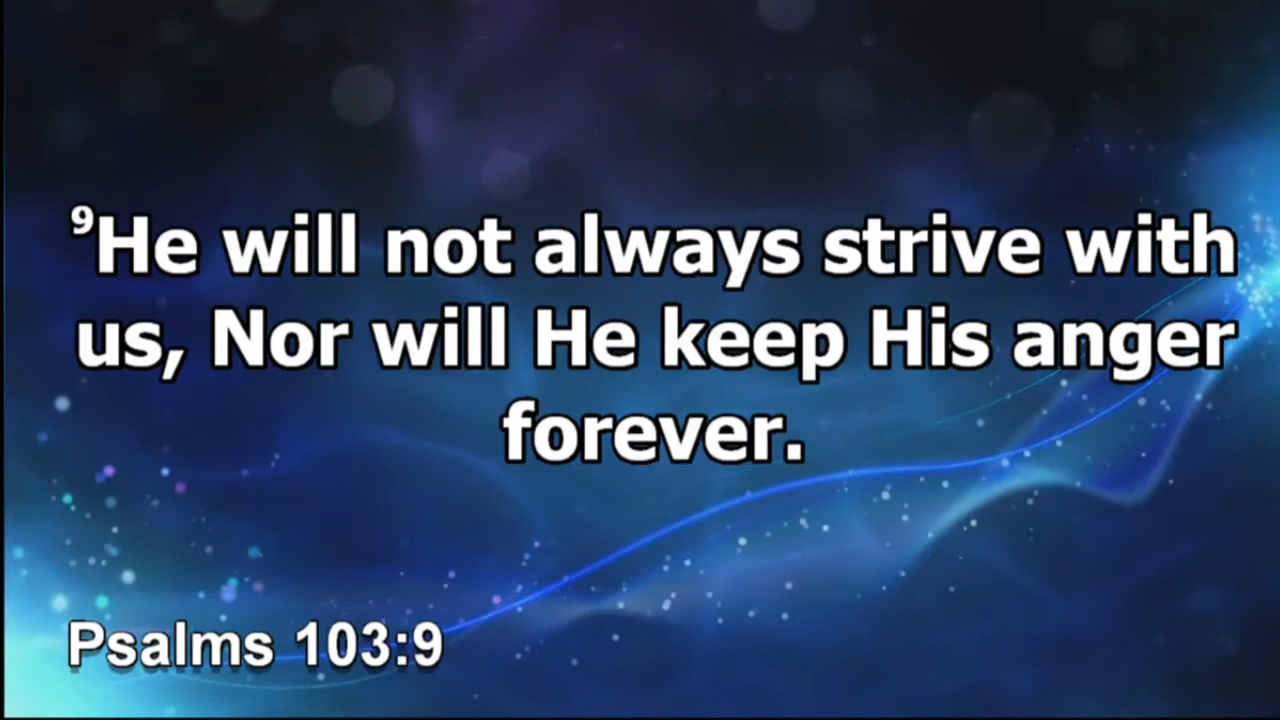 ⁹He will not always strive with
us, Nor will He keep His anger
forever.
Psalms 103:9